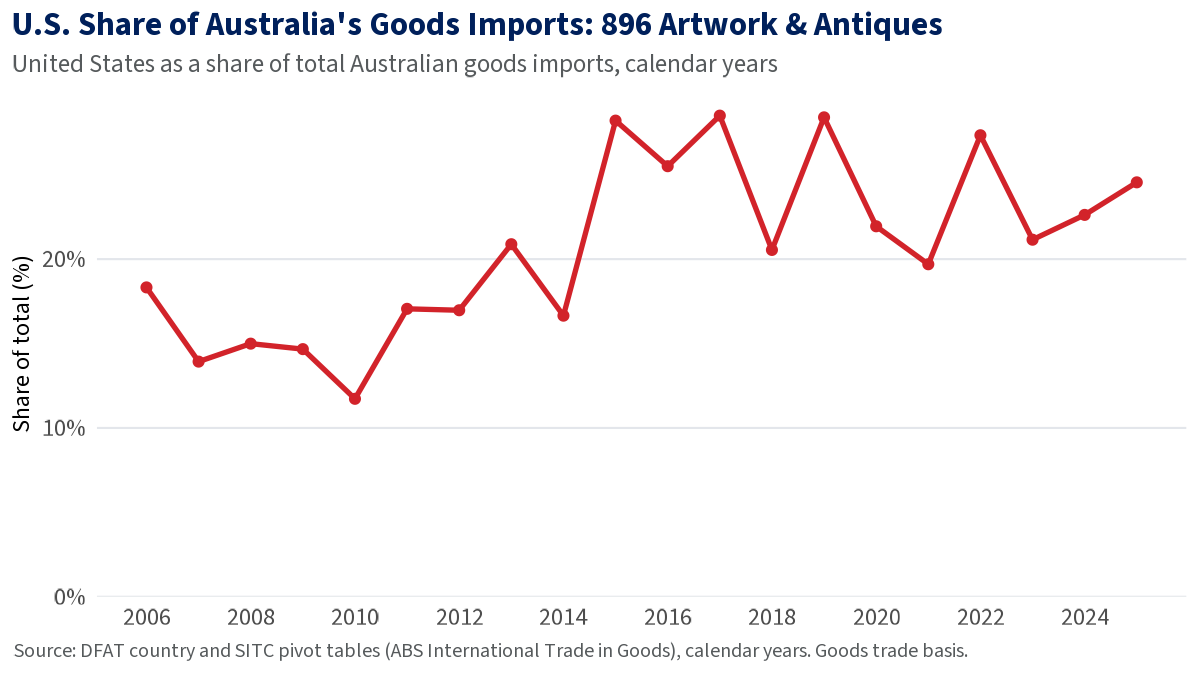 U.S. Share of Australia's Goods Imports: 896 Artwork & Antiques
United States as a share of total Australian goods imports, calendar years
Share of total (%)
20%
10%
0%
2006 2008 2010 2012 2014 2016 2018 2020 2022 2024
Source: DFAT country and SITC pivot tables (ABS International Trade in Goods), calendar years. Goods trade basis.